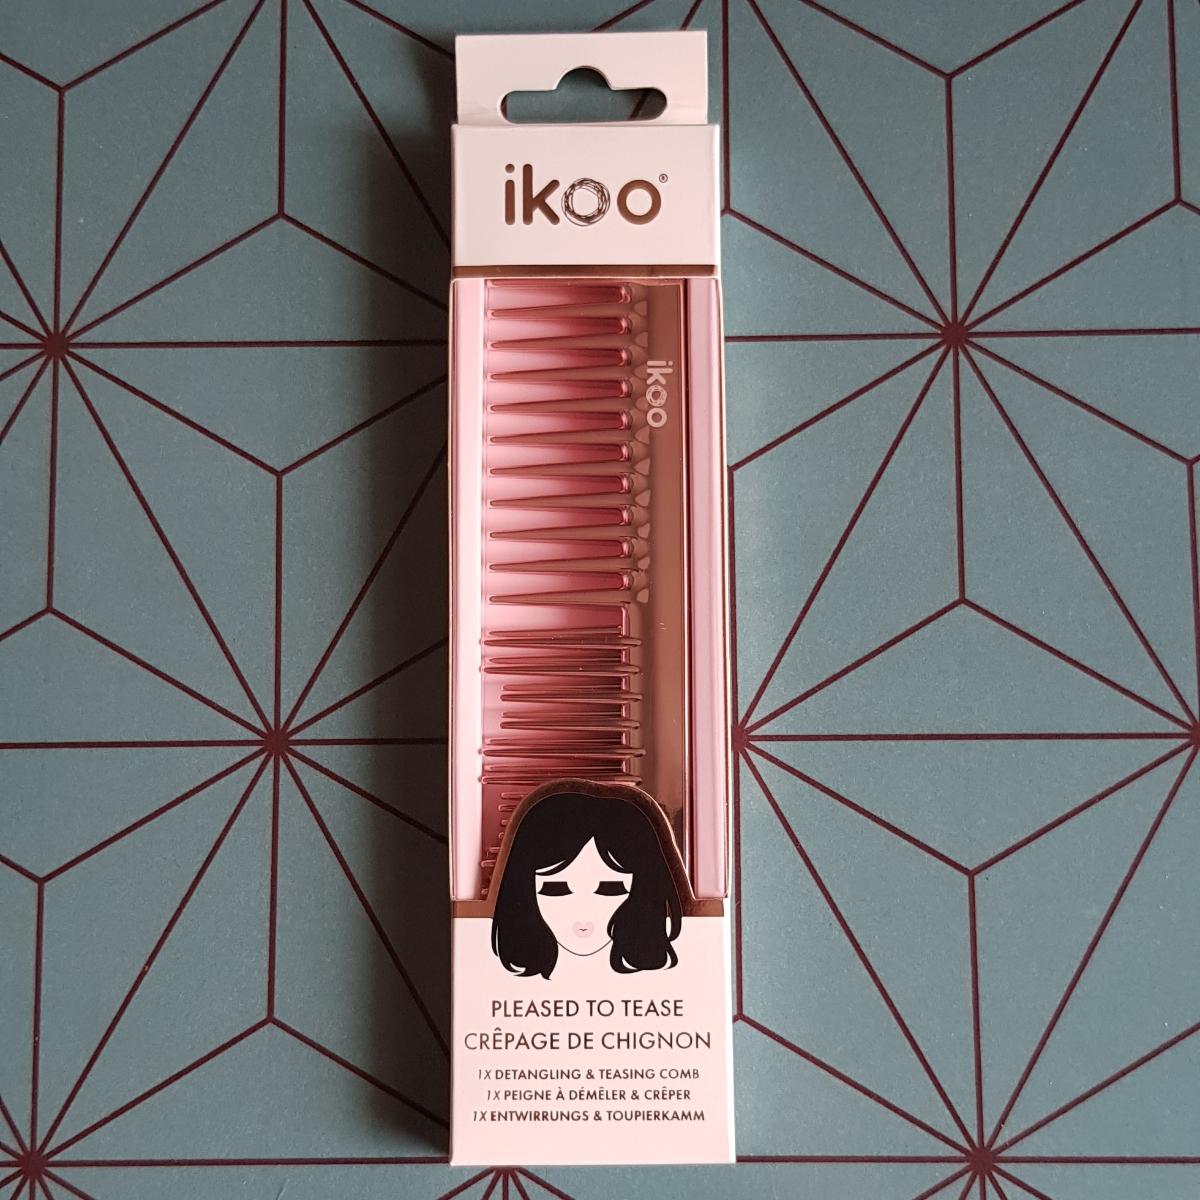 ikoo®
ikoo
PLEASED TO TEASE
CRÊPAGE DE CHIGNON
1X DETANGLING & TEASING COMB
1X PEIGNE À DÉMÊLER & CRÊPER
1X ENTWIRRUNGS & TOUPIERKAMM